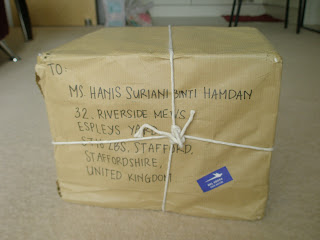 TO:
MS. HANIS SURIANI BINTI HAMDAN
32, RIVERSIDE MEWS,
ESPLEYS
STAFFORD,
STAFFORDSHIRE,
UNITED KINGDOM